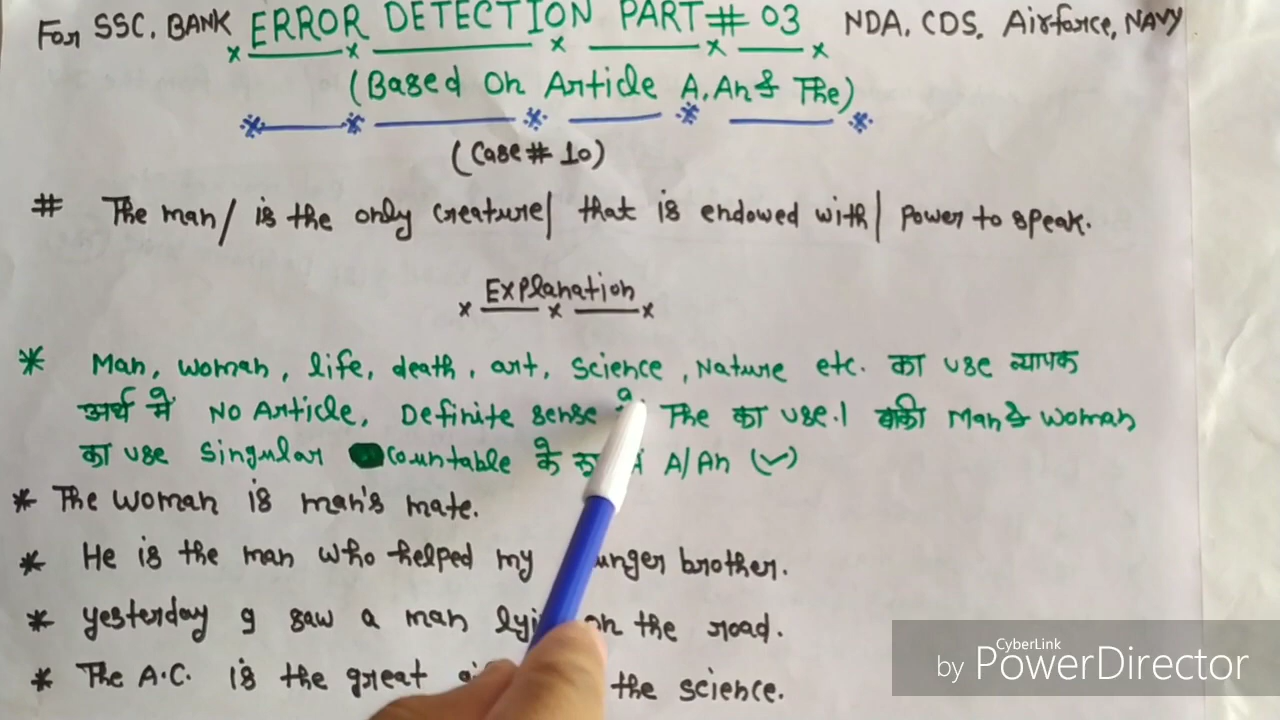 For SSC, BANK ERROR DETECTION PART # 03 NDA, CDS, Airforce, NAVY
(Based On Article A, An & The)
(Case # 10)
# The man/ is the only creature/ that is endowed with/ power to speak.
Explanation
* Man, woman, life, death, art, science, Nature etc. का use व्यापक
अर्थ में NO Article, Definite sense The का use. | बाकी Man & woman
का use singular countable के A/An (✓)
* The woman is man's mate.
* He is the man who helped my brother.
* yesterday I saw a man on the road.
* The A.C. is the great the science.
CyberLink
by PowerDirector